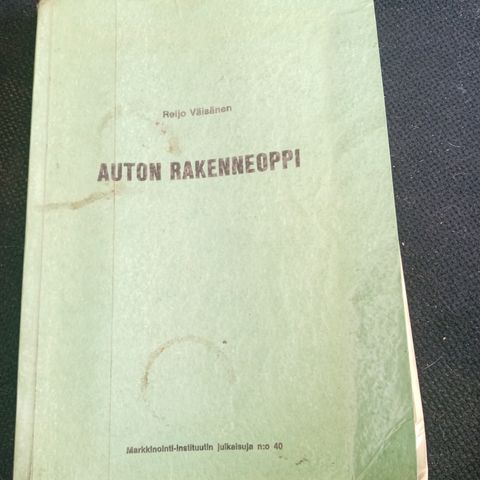 Reijo Väisänen
AUTON RAKENNEOPPI
Markkinointi-instituutin julkaisuja n:o 40